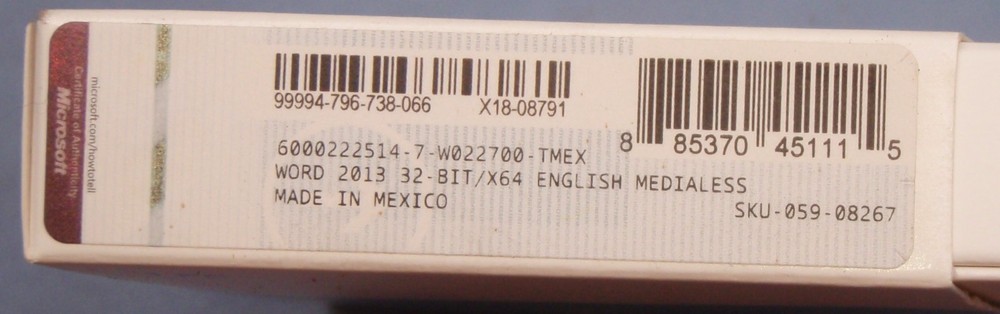 microsoft.com/howtotell
Certificate of Authenticity
Microsoft
99994-796-738-066 X18-08791
8 85370 45111 5
6000222514-7-W022700-TMEX
WORD 2013 32-BIT/X64 ENGLISH MEDIALESS
MADE IN MEXICO
SKU-059-08267